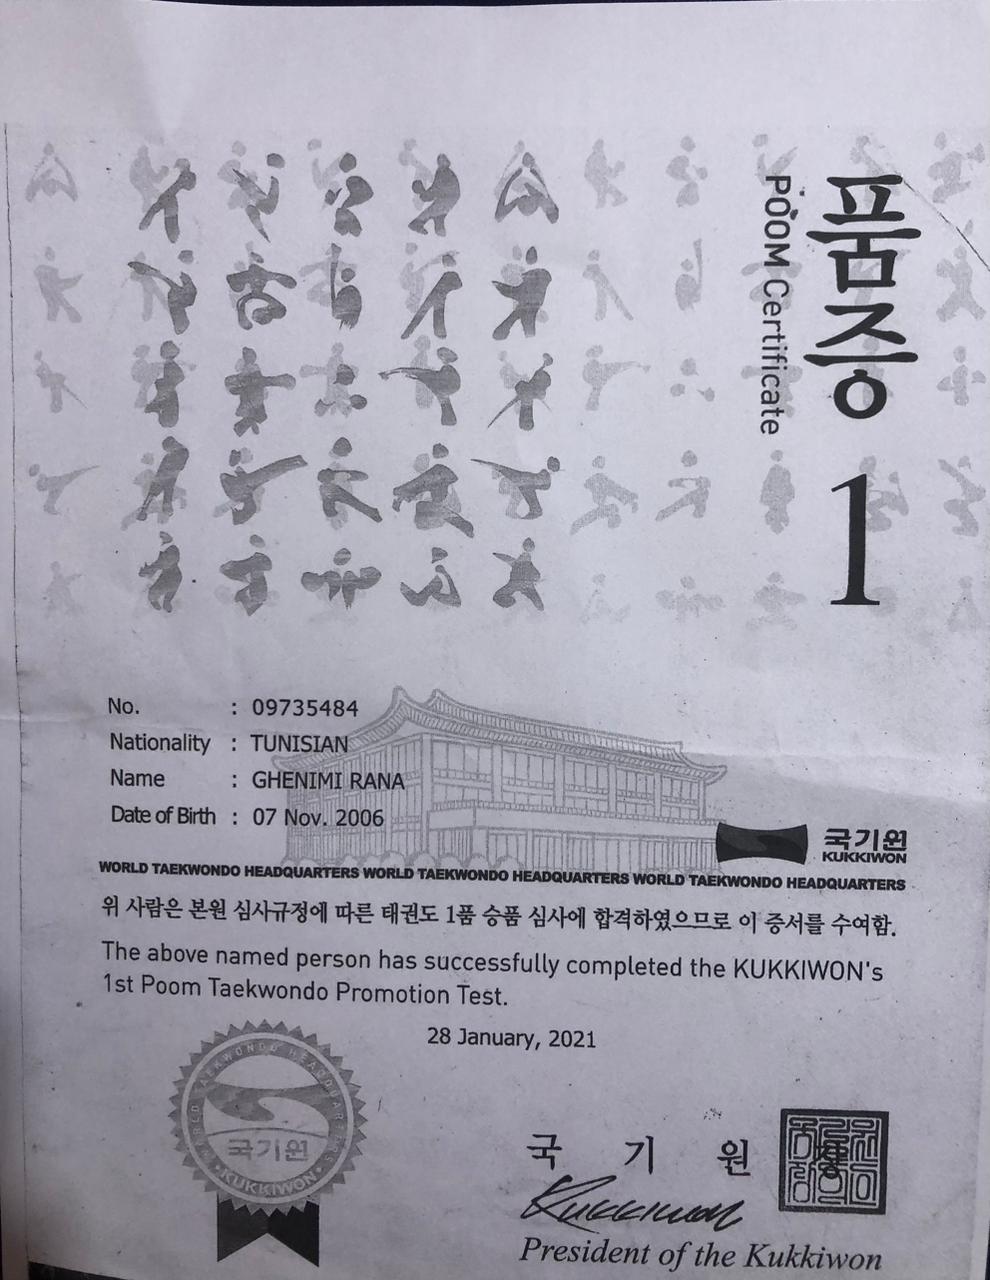 품증
POOM Certificate
1
No. : 09735484
Nationality : TUNISIAN
Name : GHENIMI RANA
Date of Birth : 07 Nov. 2006
국기원
KUKKIWON
WORLD TAEKWONDO HEADQUARTERS WORLD TAEKWONDO HEADQUARTERS WORLD TAEKWONDO HEADQUARTERS
위 사람은 본원 심사규정에 따른 태권도 1품 승품 심사에 합격하였으므로 이 증서를 수여함.
The above named person has successfully completed the KUKKIWON's
1st Poom Taekwondo Promotion Test.
28 January, 2021
WORLD TAEKWONDO HEADQUARTERS
국기원
KUKKIWON
국 기 원
Kukkiwon
President of the Kukkiwon